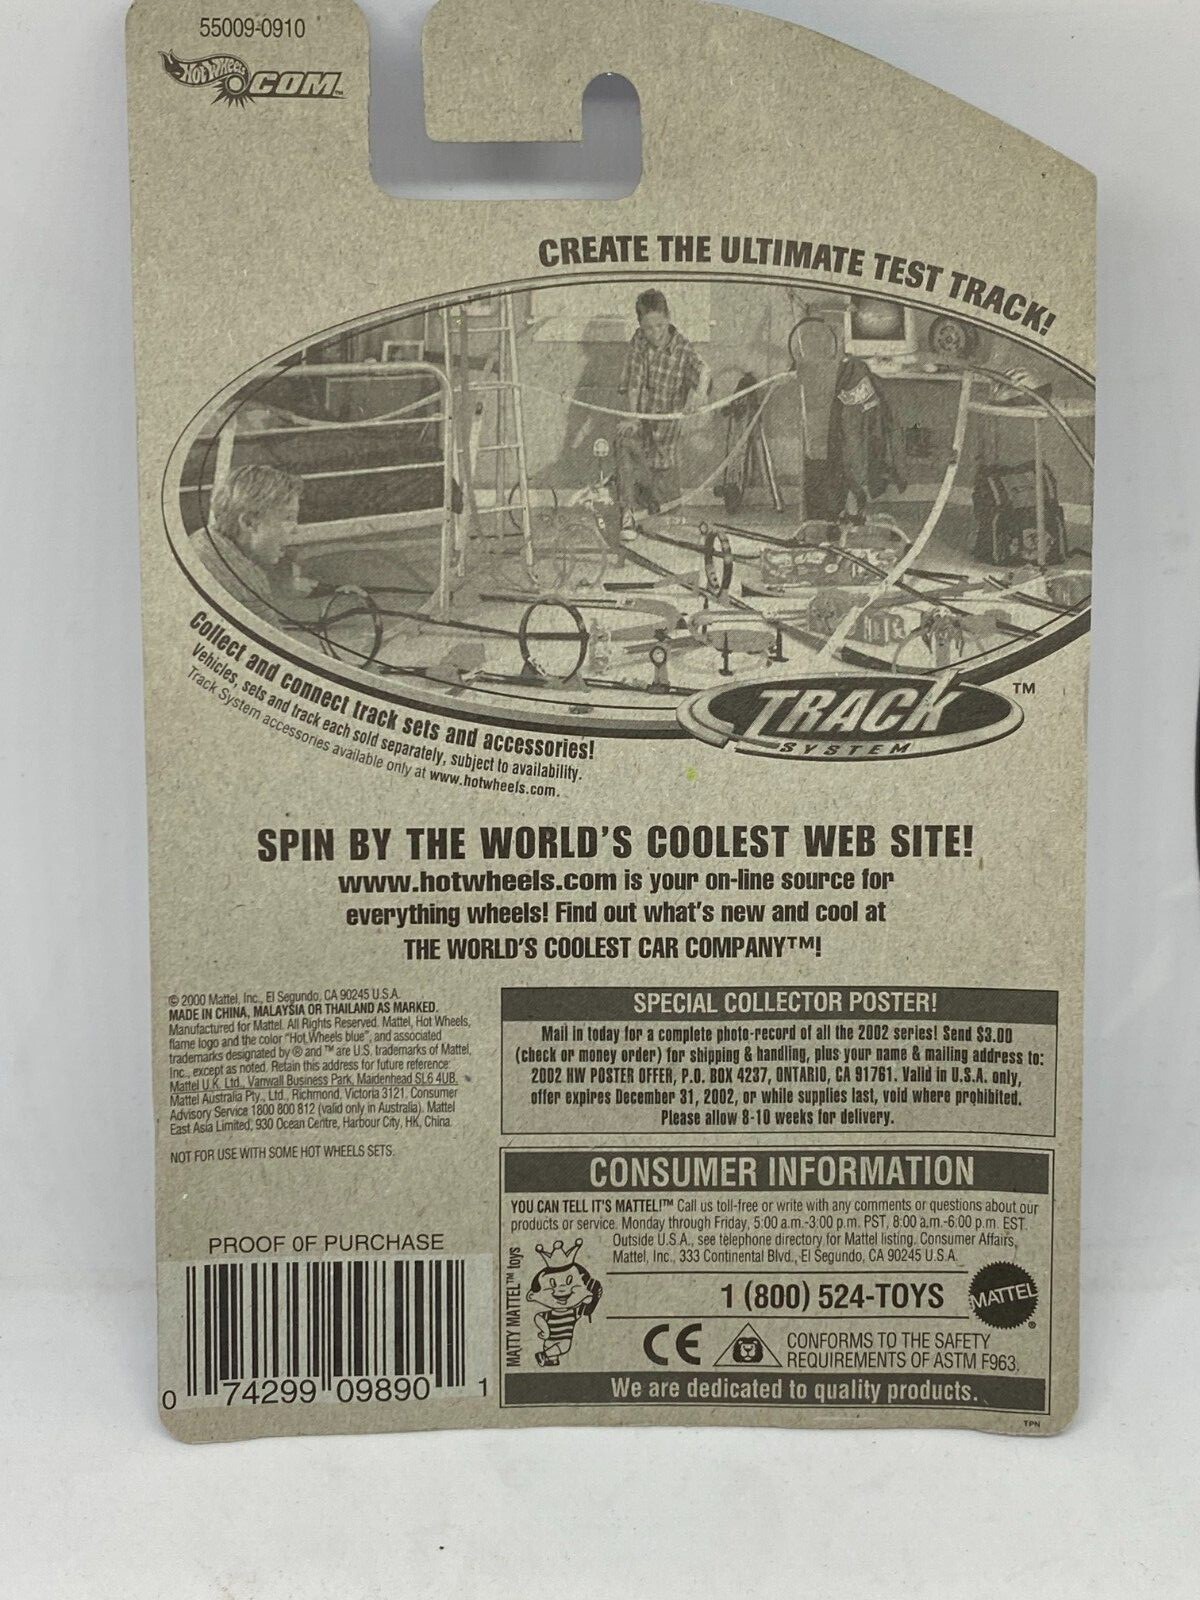 55009-0910
HOT WHEELS
.COM™
CREATE THE ULTIMATE TEST TRACK!
Collect and connect track sets and accessories!
Vehicles, sets and track each sold separately, subject to availability.
Track System accessories available only at www.hotwheels.com.
TRACK ™
SYSTEM
SPIN BY THE WORLD'S COOLEST WEB SITE!
www.hotwheels.com is your on-line source for
everything wheels! Find out what's new and cool at
THE WORLD'S COOLEST CAR COMPANY™!
© 2000 Mattel, Inc., El Segundo, CA 90245 U.S.A.
MADE IN CHINA, MALAYSIA OR THAILAND AS MARKED.
Manufactured for Mattel. All Rights Reserved. Mattel, Hot Wheels,
flame logo and the color "Hot Wheels blue", and associated
trademarks designated by ® and ™ are U.S. trademarks of Mattel,
Inc., except as noted. Retain this address for future reference:
Mattel U.K. Ltd., Vanwall Business Park, Maidenhead SL6 4UB.
Mattel Australia Pty., Ltd., Richmond, Victoria 3121. Consumer
Advisory Service 1800 800 812 (valid only in Australia). Mattel
East Asia Limited, 930 Ocean Centre, Harbour City, HK, China.
NOT FOR USE WITH SOME HOT WHEELS SETS.
SPECIAL COLLECTOR POSTER!
Mail in today for a complete photo-record of all the 2002 series! Send $3.00
(check or money order) for shipping & handling, plus your name & mailing address to:
2002 HW POSTER OFFER, P.O. BOX 4237, ONTARIO, CA 91761. Valid in U.S.A. only,
offer expires December 31, 2002, or while supplies last, void where prohibited.
Please allow 8-10 weeks for delivery.
CONSUMER INFORMATION
YOU CAN TELL IT'S MATTEL!™ Call us toll-free or write with any comments or questions about our
products or service. Monday through Friday, 5:00 a.m.-3:00 p.m. PST, 8:00 a.m.-6:00 p.m. EST.
Outside U.S.A., see telephone directory for Mattel listing. Consumer Affairs,
Mattel, Inc., 333 Continental Blvd., El Segundo, CA 90245 U.S.A.
MATTY MATTEL™ toys
1 (800) 524-TOYS
MATTEL ®
CE
CONFORMS TO THE SAFETY
REQUIREMENTS OF ASTM F963.
We are dedicated to quality products.
TPN
PROOF OF PURCHASE
0 74299 09890 1